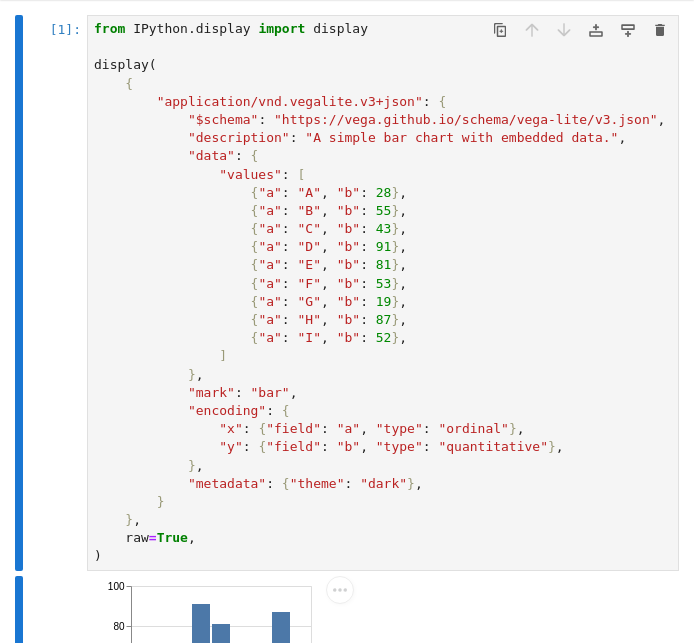 [1]: from IPython.display import display
display(
    {
        "application/vnd.vegalite.v3+json": {
            "$schema": "https://vega.github.io/schema/vega-lite/v3.json",
            "description": "A simple bar chart with embedded data.",
            "data": {
                "values": [
                    {"a": "A", "b": 28},
                    {"a": "B", "b": 55},
                    {"a": "C", "b": 43},
                    {"a": "D", "b": 91},
                    {"a": "E", "b": 81},
                    {"a": "F", "b": 53},
                    {"a": "G", "b": 19},
                    {"a": "H", "b": 87},
                    {"a": "I", "b": 52},
                ]
            },
            "mark": "bar",
            "encoding": {
                "x": {"field": "a", "type": "ordinal"},
                "y": {"field": "b", "type": "quantitative"},
            },
            "metadata": {"theme": "dark"},
        }
    },
    raw=True,
)
100
80